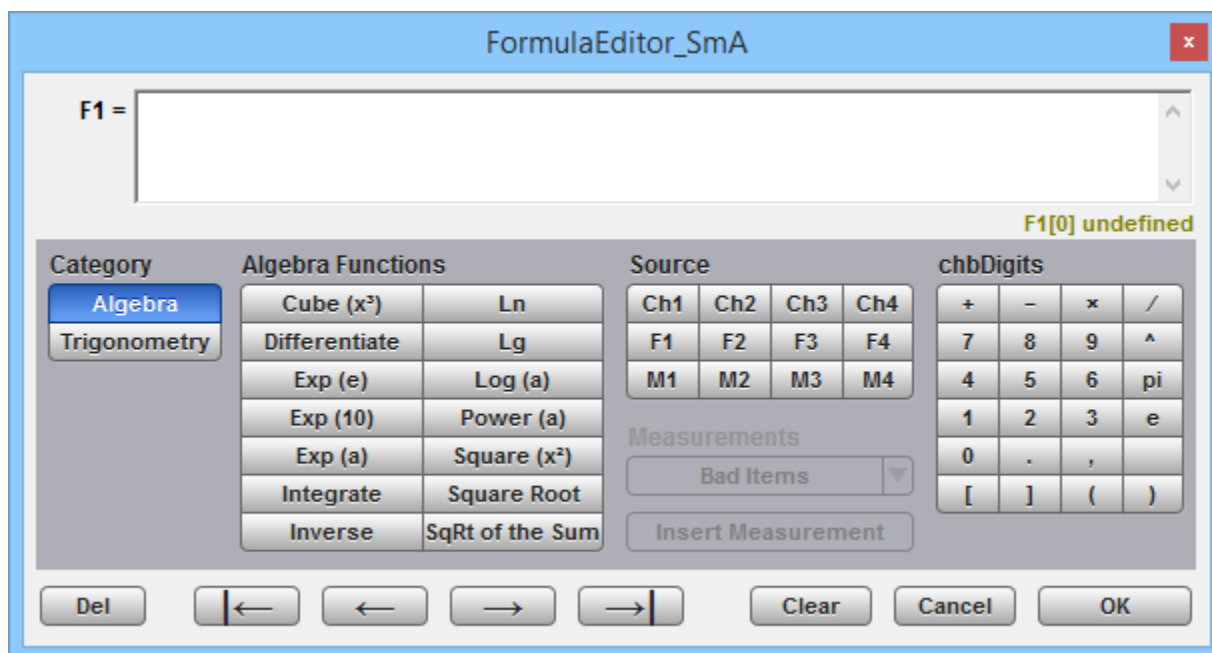 FormulaEditor_SmA x
F1 =
F1[0] undefined
Category Algebra Functions Source chbDigits
Algebra Cube (x³) Ln Ch1 Ch2 Ch3 Ch4 + − × /
Trigonometry Differentiate Lg F1 F2 F3 F4 7 8 9 ^
Exp (e) Log (a) M1 M2 M3 M4 4 5 6 pi
Exp (10) Power (a) 1 2 3 e
Measurements
Exp (a) Square (x²) Bad Items 0 . ,
Integrate Square Root [ ] ( )
Inverse SqRt of the Sum Insert Measurement
Del |← ← → →| Clear Cancel OK